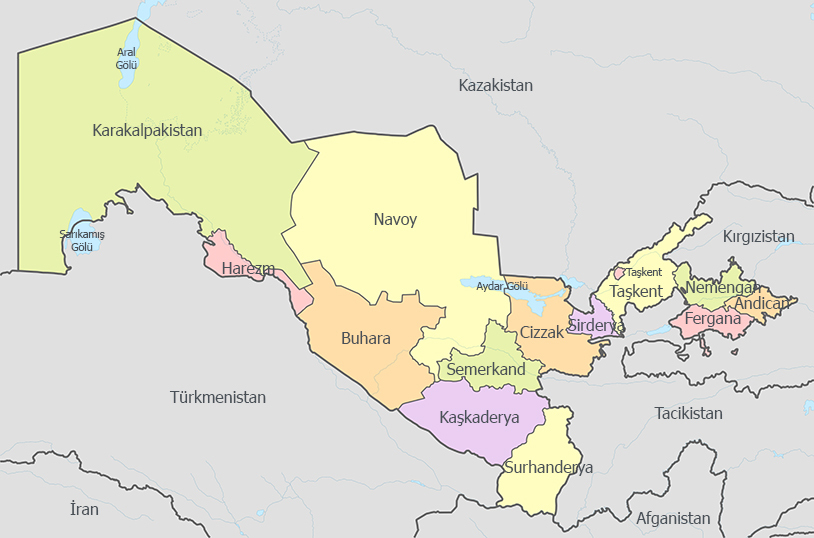 Aral
Gölü
Kazakistan
Karakalpakistan
Navoy
Sarıkamış
Gölü
Kırgızistan
Harezm
Taşkent
Taşkent
Aydar Gölü
Nemengan
Andican
Fergana
Sirderya
Cizzak
Buhara
Semerkand
Türkmenistan
Kaşkaderya
Tacikistan
Surhanderya
İran
Afganistan